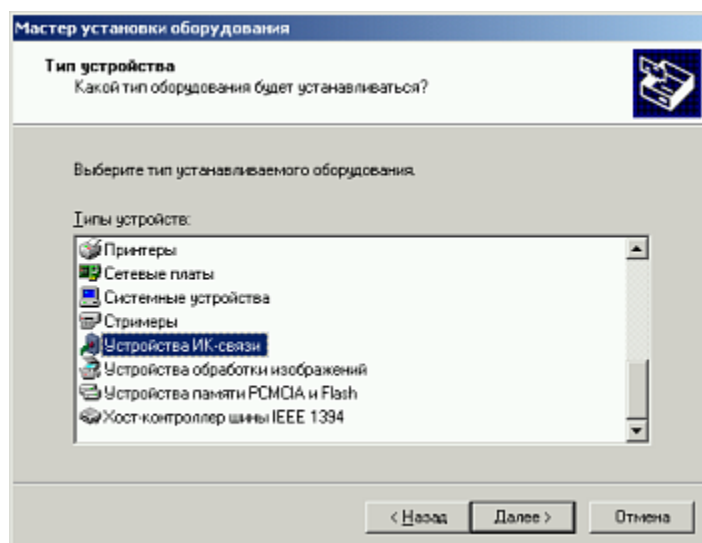 Мастер установки оборудования
Тип устройства
Какой тип оборудования будет устанавливаться?
Выберите тип устанавливаемого оборудования.
Типы устройств:
Принтеры
Сетевые платы
Системные устройства
Стримеры
Устройства ИК-связи
Устройства обработки изображений
Устройства памяти PCMCIA и Flash
Хост-контроллер шины IEEE 1394
< Назад Далее > Отмена